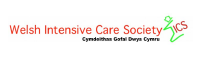 Welsh Intensive Care Society
ICS
Cymdeithas Gofal Dwys Cymru